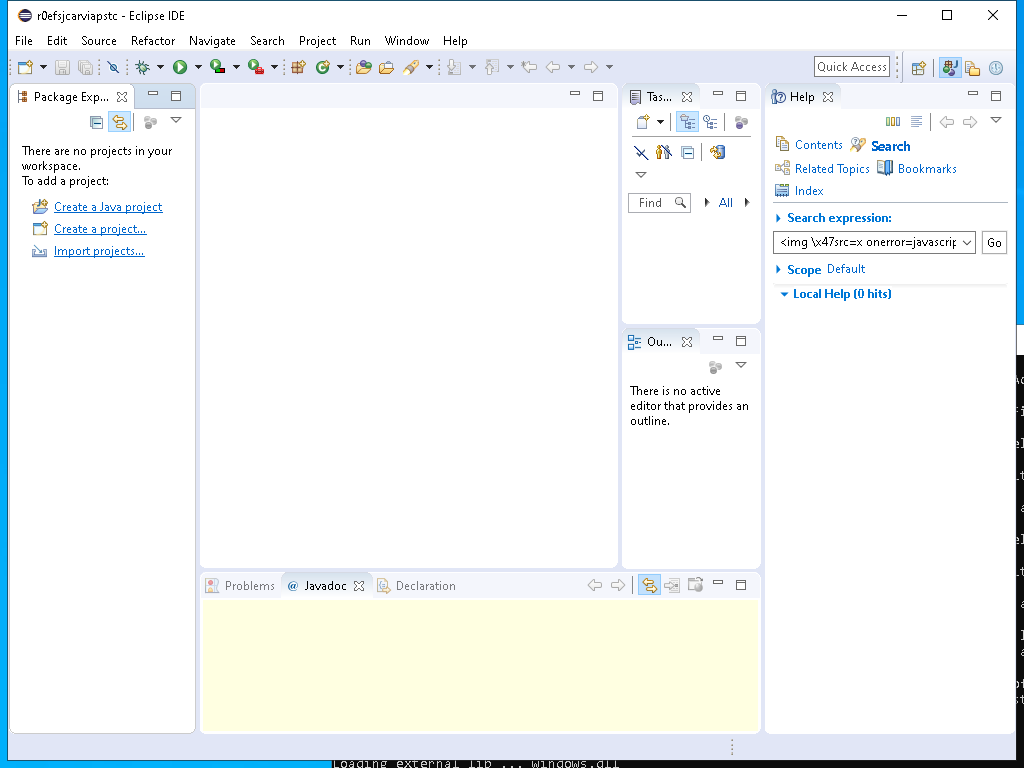 r0efsjcarviapstc - Eclipse IDE
File Edit Source Refactor Navigate Search Project Run Window Help
Quick Access
Package Exp...
There are no projects in your
workspace.
To add a project:
Create a Java project
Create a project...
Import projects...
Tas...
Find
All
Ou...
There is no active
editor that provides an
outline.
Help
Contents
Search
Related Topics
Bookmarks
Index
Search expression:
<img \x47src=x onerror=javascrip
Go
Scope Default
Local Help (0 hits)
Problems
@ Javadoc
Declaration
Loading external lib ... windows.dll